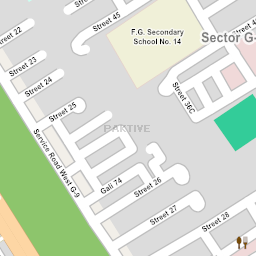 Street 22
Street 45
F.G. Secondary
School No. 14
Sector G-
Street 23
Street 24
Street 36C
Street 25
PAKTIVE
Service Road West G-9
Gali 74
Street 26
Street 27
Street 28